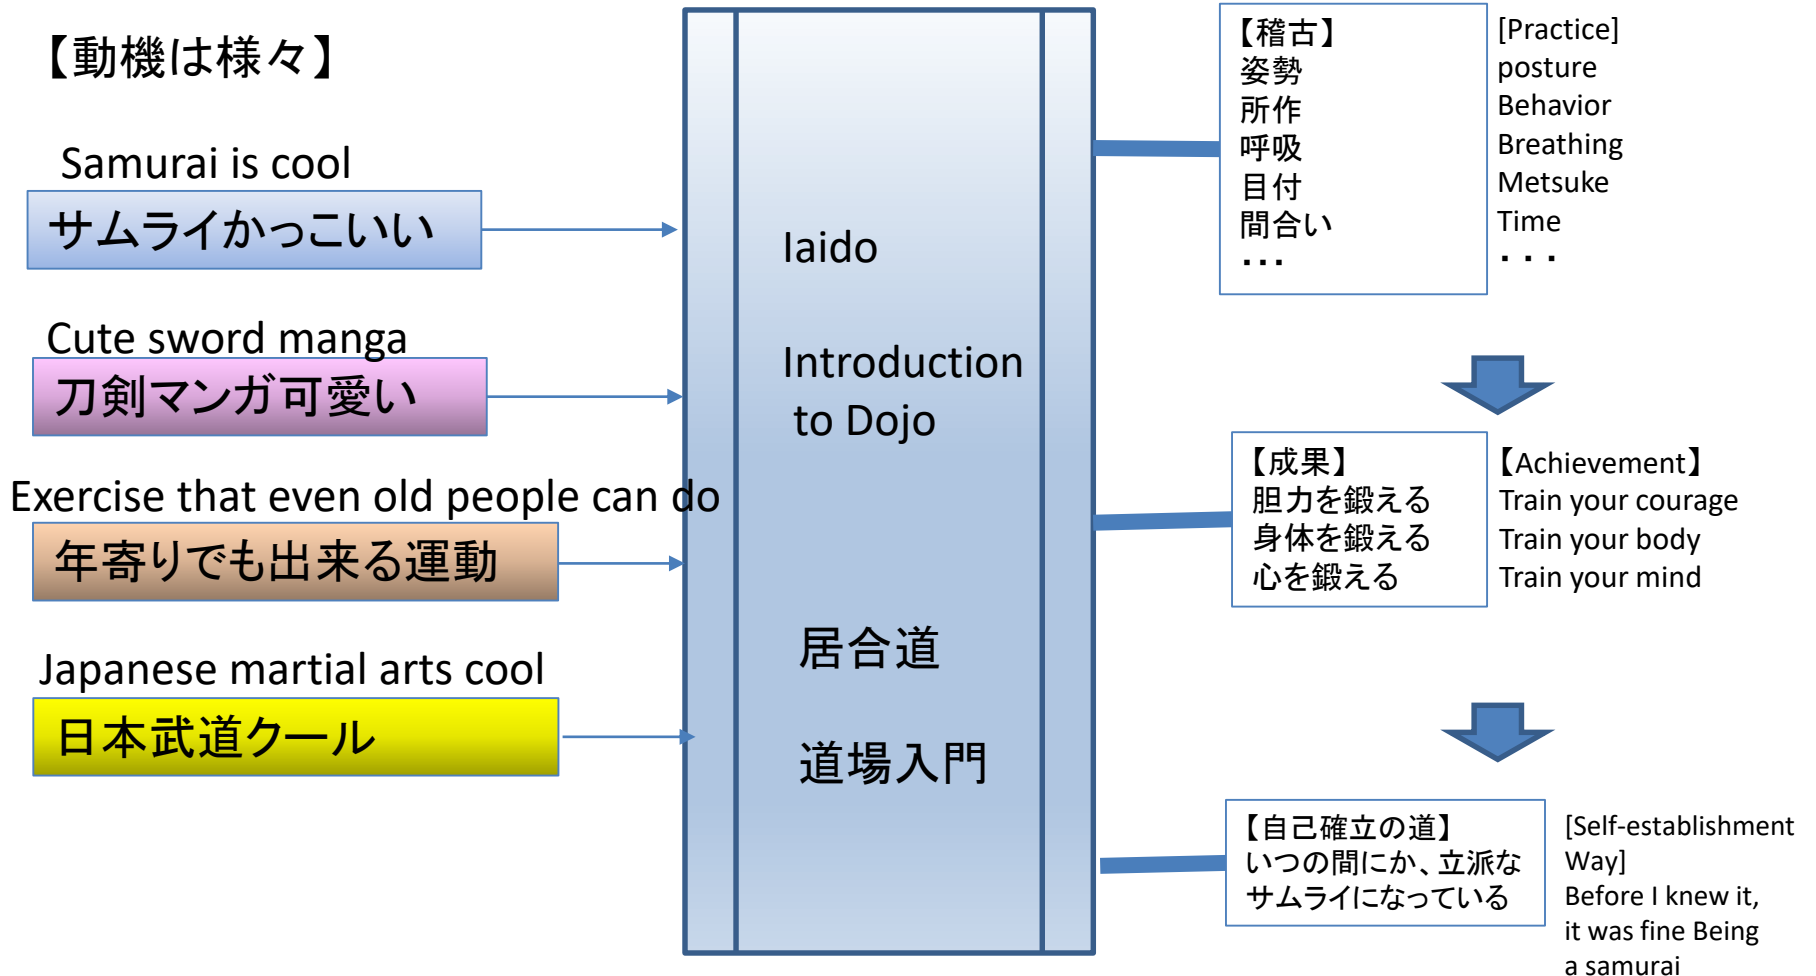 【動機は様々】
Samurai is cool
サムライかっこいい
Cute sword manga
刀剣マンガ可愛い
Exercise that even old people can do
年寄りでも出来る運動
Japanese martial arts cool
日本武道クール
Iaido
Introduction
to Dojo
居合道
道場入門
【稽古】
姿勢
所作
呼吸
目付
間合い
・・・
[Practice]
posture
Behavior
Breathing
Metsuke
Time
・・・
【成果】
胆力を鍛える
身体を鍛える
心を鍛える
【Achievement】
Train your courage
Train your body
Train your mind
【自己確立の道】
いつの間にか、立派な
サムライになっている
[Self-establishment
Way]
Before I knew it,
it was fine Being
a samurai